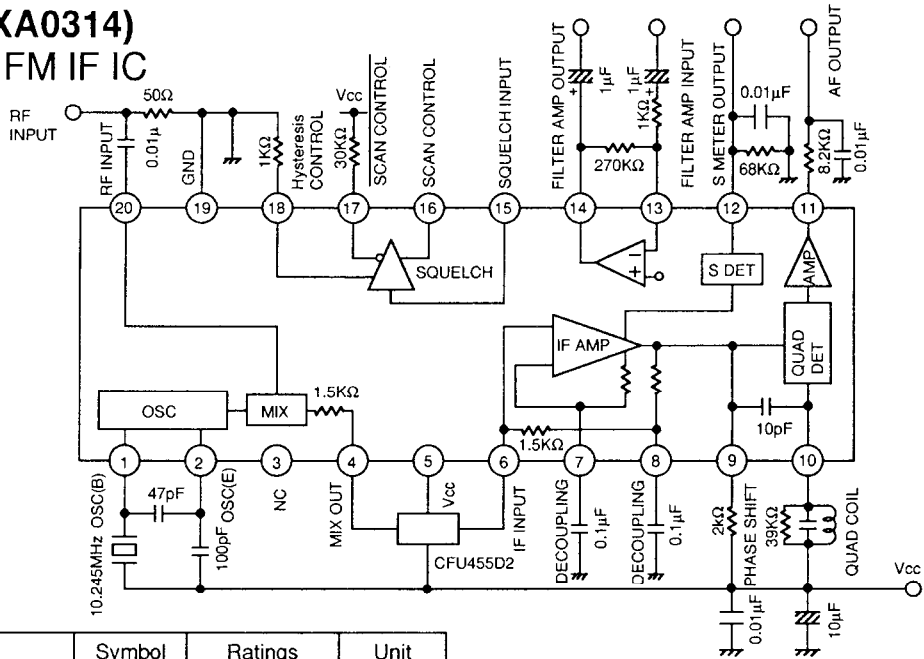 XA0314)
FM IF IC
RF INPUT
50Ω
0.01μ
RF INPUT
GND
1KΩ
Hysteresis CONTROL
Vcc
30KΩ
SCAN CONTROL
SCAN CONTROL
SQUELCH INPUT
FILTER AMP OUTPUT
+
1μF
1μF
+
1KΩ
270KΩ
FILTER AMP INPUT
S METER OUTPUT
0.01μF
68KΩ
AF OUTPUT
8.2KΩ
0.01μF
20
19
18
17
16
15
14
13
12
11
SQUELCH
−
+
S DET
AMP
IF AMP
QUAD DET
OSC
MIX
1.5KΩ
1.5KΩ
10pF
1
2
3
4
5
6
7
8
9
10
10.245MHz
OSC(B)
47pF
OSC(E)
100pF
NC
MIX OUT
Vcc
CFU455D2
IF INPUT
DECOUPLING
0.1μF
DECOUPLING
0.1μF
2kΩ
PHASE SHIFT
39KΩ
QUAD COIL
Vcc
0.01μF
10μF
Symbol Ratings Unit